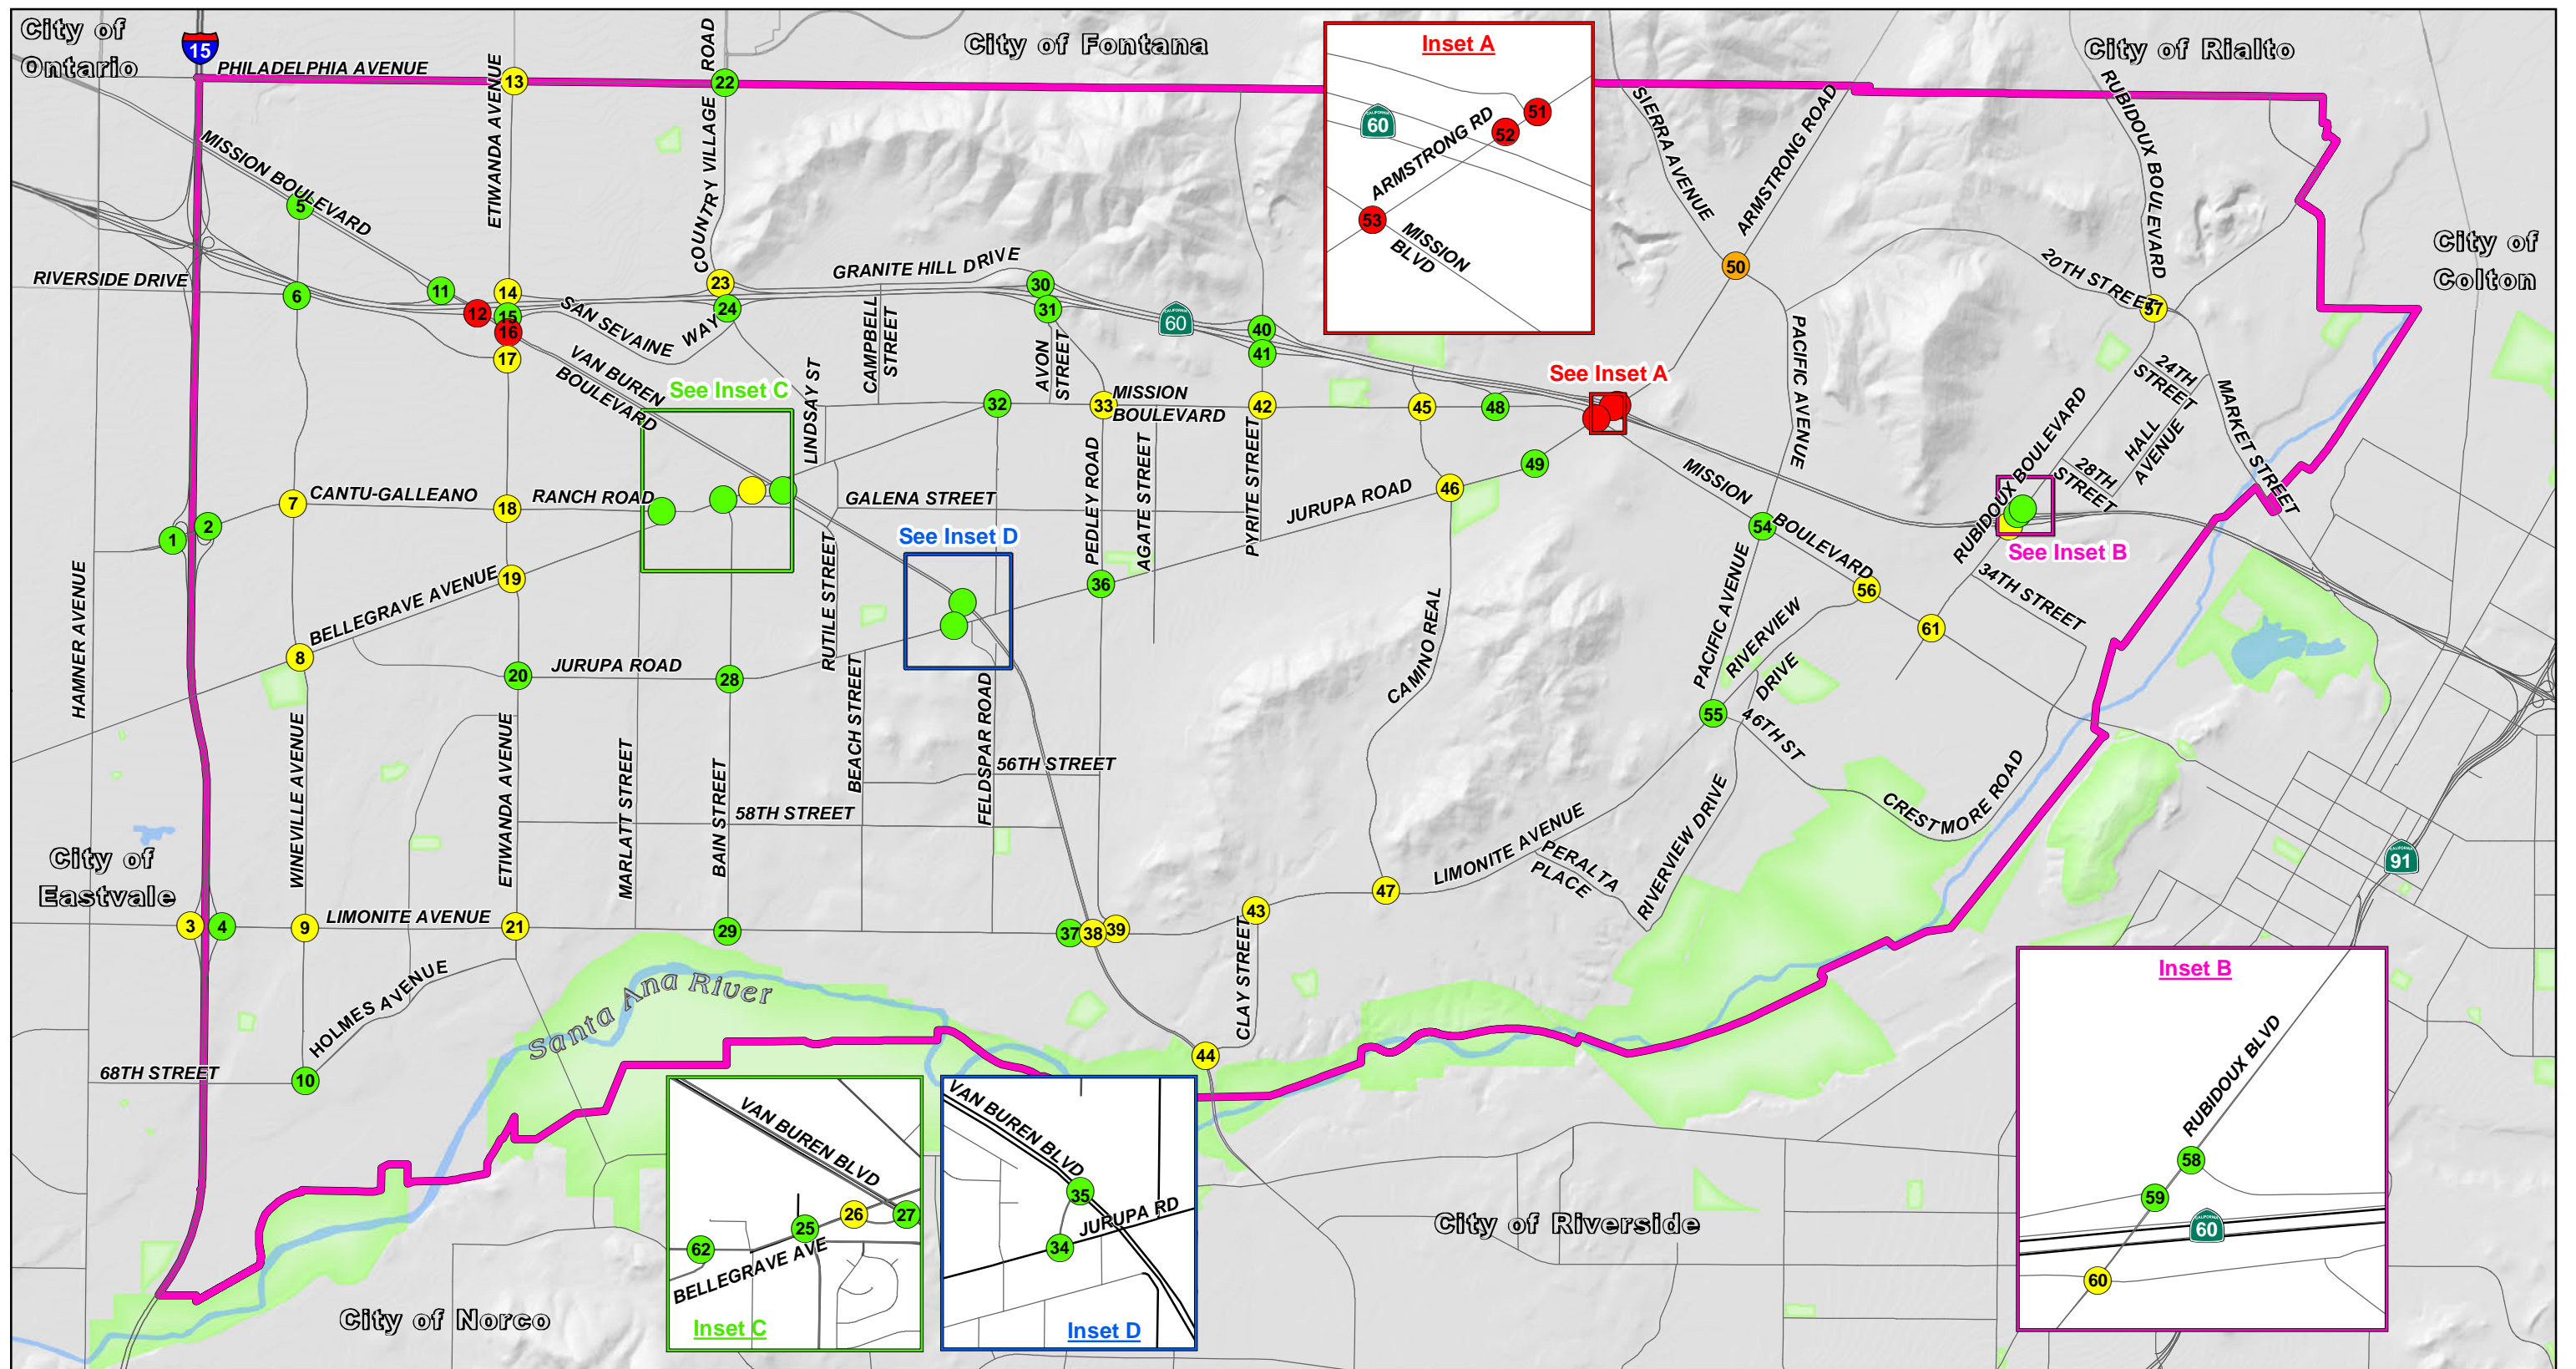 City of
Ontario
15
PHILADELPHIA AVENUE
ETIWANDA AVENUE
13
COUNTRY VILLAGE ROAD
22
City of Fontana
Inset A
60
ARMSTRONG RD
51
52
53
MISSION
BLVD
SIERRA AVENUE
ARMSTRONG ROAD
City of Rialto
RUBIDOUX BOULEVARD
City of
Colton
MISSION BOULEVARD
5
RIVERSIDE DRIVE
6
11
12
14
15
16
17
23
24
GRANITE HILL DRIVE
SAN SEVAINE WAY
30
31
60
40
41
50
20TH STREET
57
VAN BUREN
BOULEVARD
See Inset C
LINDSAY ST
CAMPBELL
STREET
AVON
STREET
32
33
MISSION
BOULEVARD
42
45
48
See Inset A
PACIFIC AVENUE
24TH
STREET
HALL
AVENUE
28TH
STREET
MARKET STREET
RUBIDOUX BOULEVARD
See Inset B
1
2
7
CANTU-GALLEANO
18
RANCH ROAD
GALENA STREET
PEDLEY ROAD
AGATE STREET
PYRITE STREET
JURUPA ROAD
46
49
MISSION
BOULEVARD
54
56
61
34TH STREET
HAMNER AVENUE
BELLEGRAVE AVENUE
19
8
RUTILE STREET
See Inset D
36
CAMINO REAL
PACIFIC AVENUE
RIVERVIEW
DRIVE
55
46TH ST
20
JURUPA ROAD
28
WINEVILLE AVENUE
ETIWANDA AVENUE
MARLATT STREET
BAIN STREET
BEACH STREET
FELDSPAR ROAD
56TH STREET
58TH STREET
CRESTMORE ROAD
RIVERVIEW DRIVE
LIMONITE AVENUE
PERALTA
PLACE
91
City of
Eastvale
3
4
9
LIMONITE AVENUE
21
29
37
38
39
43
47
CLAY STREET
44
Santa Ana River
HOLMES AVENUE
68TH STREET
10
VAN BUREN BLVD
25
26
27
62
BELLEGRAVE AVE
Inset C
VAN BUREN BLVD
35
JURUPA RD
34
Inset D
Inset B
RUBIDOUX BLVD
58
59
60
60
City of Riverside
City of Norco